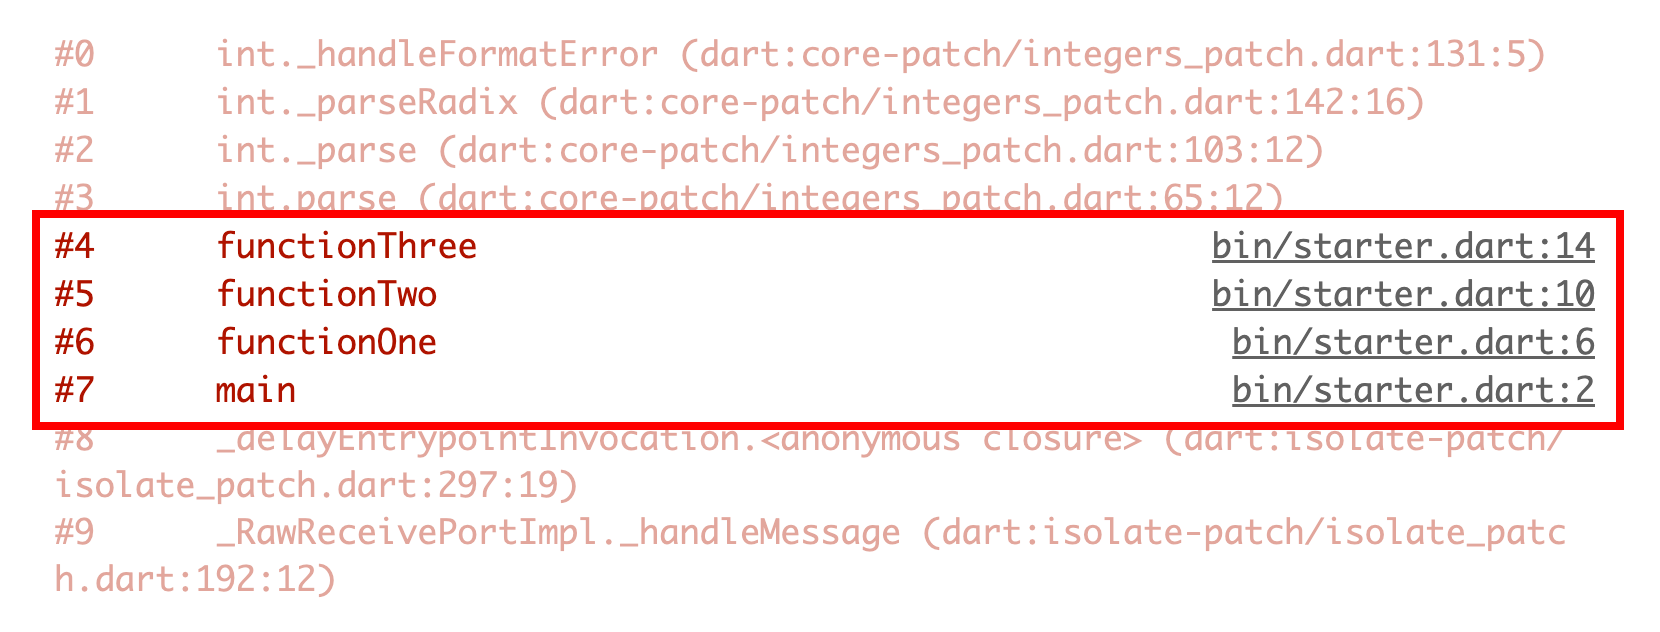 #0 int._handleFormatError (dart:core-patch/integers_patch.dart:131:5)
#1 int._parseRadix (dart:core-patch/integers_patch.dart:142:16)
#2 int._parse (dart:core-patch/integers_patch.dart:103:12)
#3 int.parse (dart:core-patch/integers_patch.dart:65:12)
#4 functionThree bin/starter.dart:14
#5 functionTwo bin/starter.dart:10
#6 functionOne bin/starter.dart:6
#7 main bin/starter.dart:2
#8 _delayEntrypointInvocation.<anonymous closure> (dart:isolate-patch/
isolate_patch.dart:297:19)
#9 _RawReceivePortImpl._handleMessage (dart:isolate-patch/isolate_patc
h.dart:192:12)